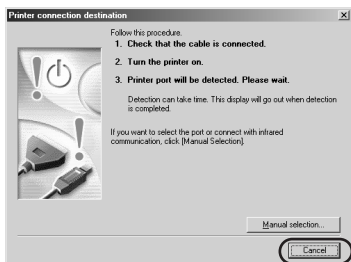 Printer connection destination
Follow this procedure.
1. Check that the cable is connected.
2. Turn the printer on.
3. Printer port will be detected. Please wait.
Detection can take time. This display will go out when detection
is completed.
If you want to select the port or connect with infrared
communication, click [Manual Selection].
Manual selection...
Cancel